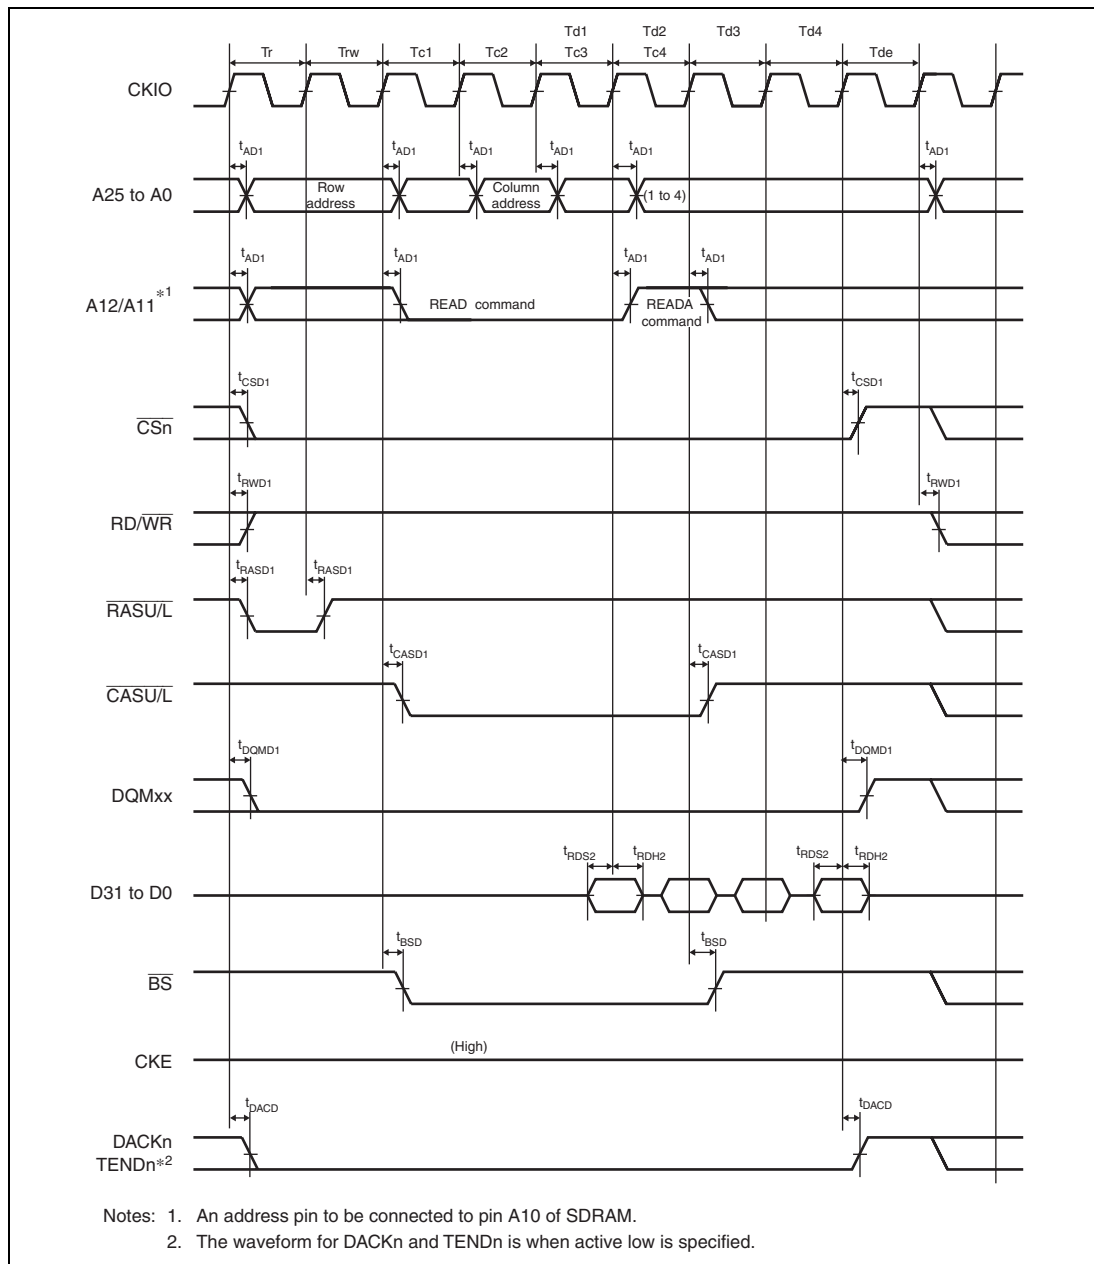 Td1 Td2 Td3 Td4
Tr Trw Tc1 Tc2 Tc3 Tc4 Tde
CKIO
tAD1 tAD1 tAD1 tAD1 tAD1 tAD1
A25 to A0
Row address
Column address
(1 to 4)
tAD1 tAD1 tAD1 tAD1
A12/A11*1
READ command
READA command
tCSD1 tCSD1
CSn
tRWD1 tRWD1
RD/WR
tRASD1 tRASD1
RASU/L
tCASD1 tCASD1
CASU/L
tDQMD1 tDQMD1
DQMxx
tRDS2 tRDH2 tRDS2 tRDH2
D31 to D0
tBSD tBSD
BS
(High)
CKE
tDACD tDACD
DACKn
TENDn*2
Notes: 1. An address pin to be connected to pin A10 of SDRAM.
2. The waveform for DACKn and TENDn is when active low is specified.